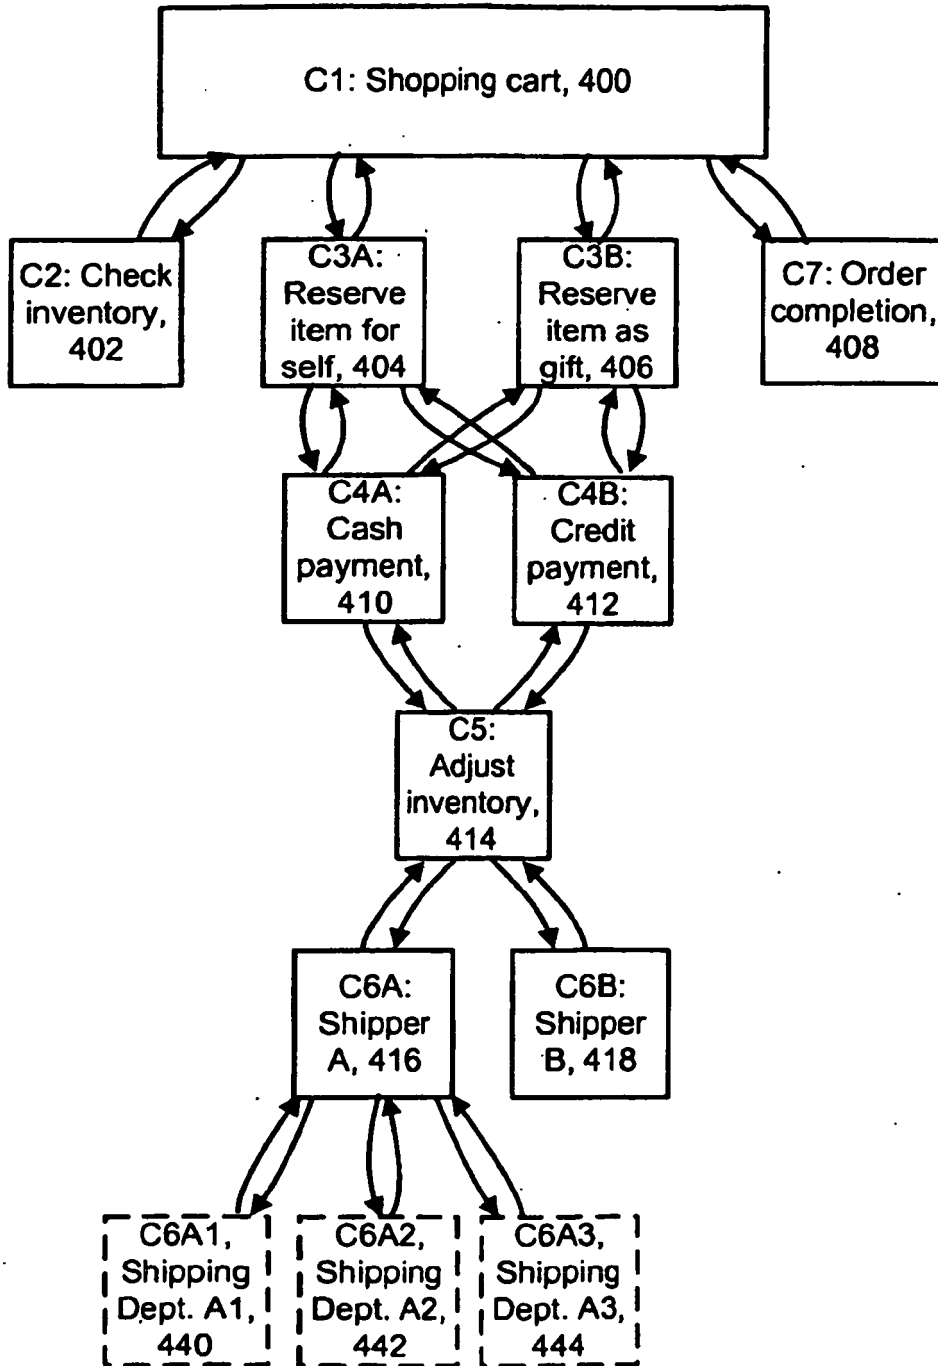 C1: Shopping cart, 400
C2: Check
inventory,
402
C3A:
Reserve
item for
self, 404
C3B:
Reserve
item as
gift, 406
C7: Order
completion,
408
C4A:
Cash
payment,
410
C4B:
Credit
payment,
412
C5:
Adjust
inventory,
414
C6A:
Shipper
A, 416
C6B:
Shipper
B, 418
C6A1,
Shipping
Dept. A1,
440
C6A2,
Shipping
Dept. A2,
442
C6A3,
Shipping
Dept. A3,
444